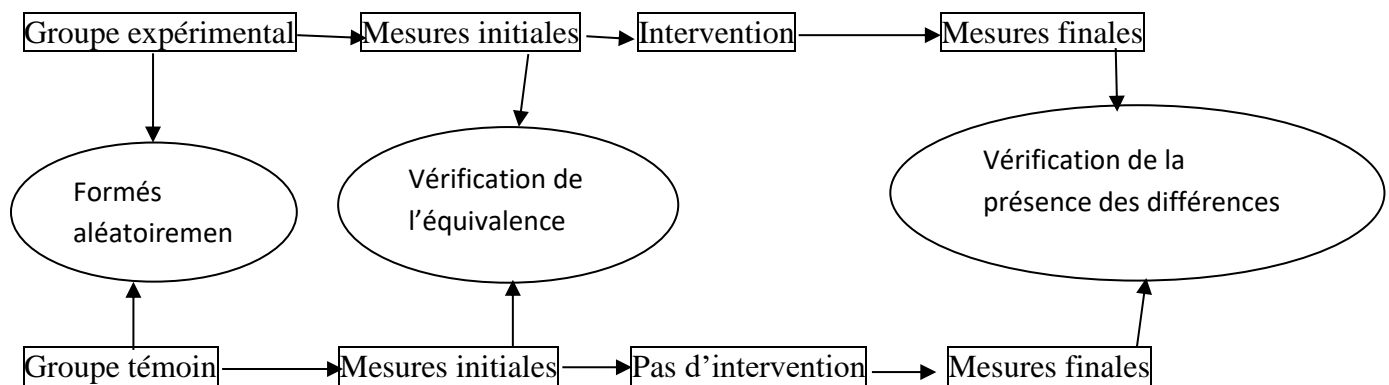 Groupe expérimental Mesures initiales Intervention Mesures finales
Formés
aléatoiremen
Vérification de
l’équivalence
Vérification de la
présence des différences
Groupe témoin Mesures initiales Pas d’intervention Mesures finales